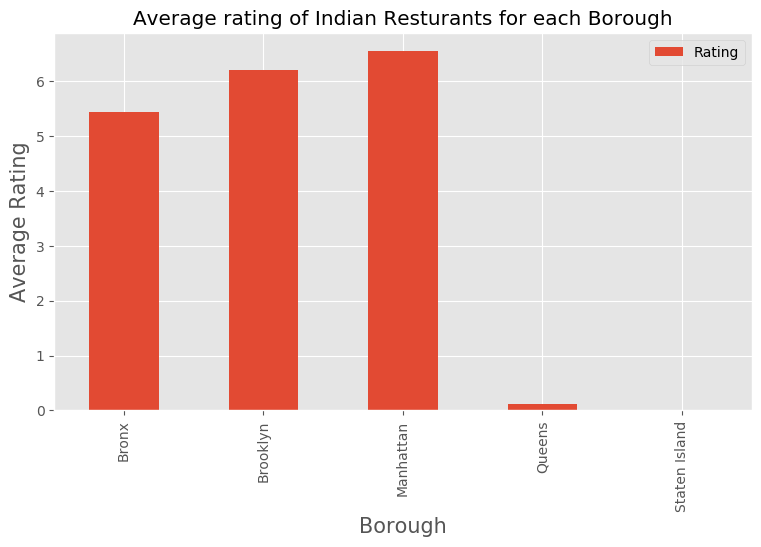 Average rating of Indian Resturants for each Borough
Rating
Average Rating
6
5
4
3
2
1
0
Bronx
Brooklyn
Manhattan
Queens
Staten Island
Borough